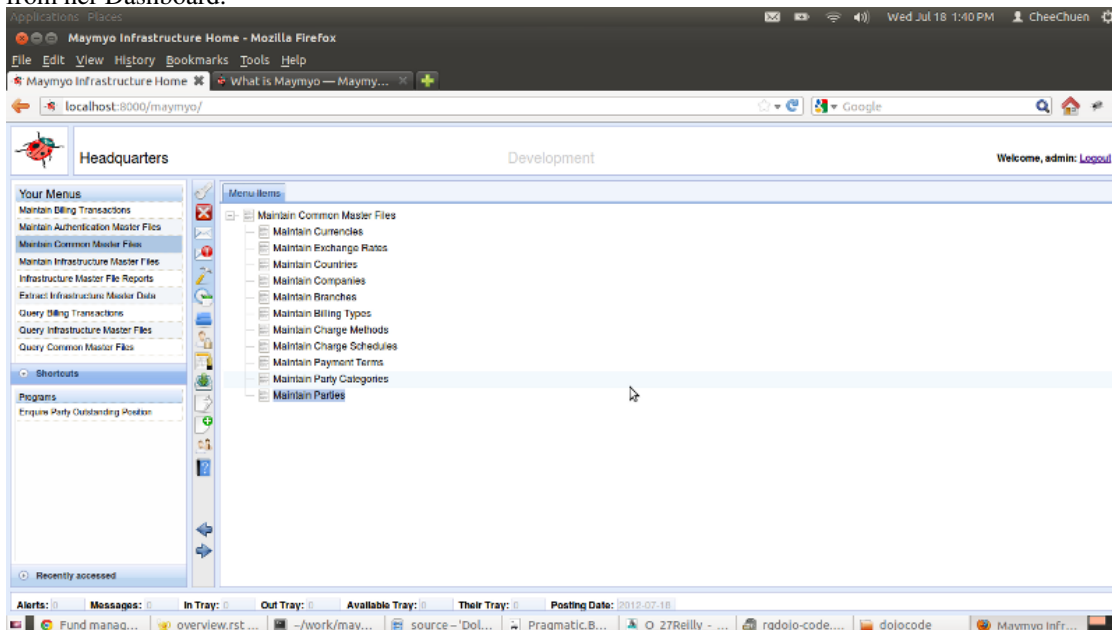 from her Dashboard.
Applications Places
Wed Jul 18 1:40 PM CheeChuen
Maymyo Infrastructure Home - Mozilla Firefox
File Edit View History Bookmarks Tools Help
Maymyo Infrastructure Home What is Maymyo — Maymy...
localhost:8000/maymyo/
Google
Headquarters
Development
Welcome, admin: Logout
Your Menus
Maintain Billing Transactions
Maintain Authentication Master Files
Maintain Common Master Files
Maintain Infrastructure Master Files
Infrastructure Master File Reports
Extract Infrastructure Master Data
Query Billing Transactions
Query Infrastructure Master Files
Query Common Master Files
Shortcuts
Programs
Enquire Party Outstanding Position
Recently accessed
Menu Items
Maintain Common Master Files
Maintain Currencies
Maintain Exchange Rates
Maintain Countries
Maintain Companies
Maintain Branches
Maintain Billing Types
Maintain Charge Methods
Maintain Charge Schedules
Maintain Payment Terms
Maintain Party Categories
Maintain Parties
Alerts: 0 Messages: 0 In Tray: 0 Out Tray: 0 Available Tray: 0 Their Tray: 0 Posting Date: 2012-07-18
Fund manag... overview.rst ... ~/work/may... source – 'Dol... Pragmatic.B... O_27Reilly - ... rgdojo-code.... dojocode Maymyo Infr...